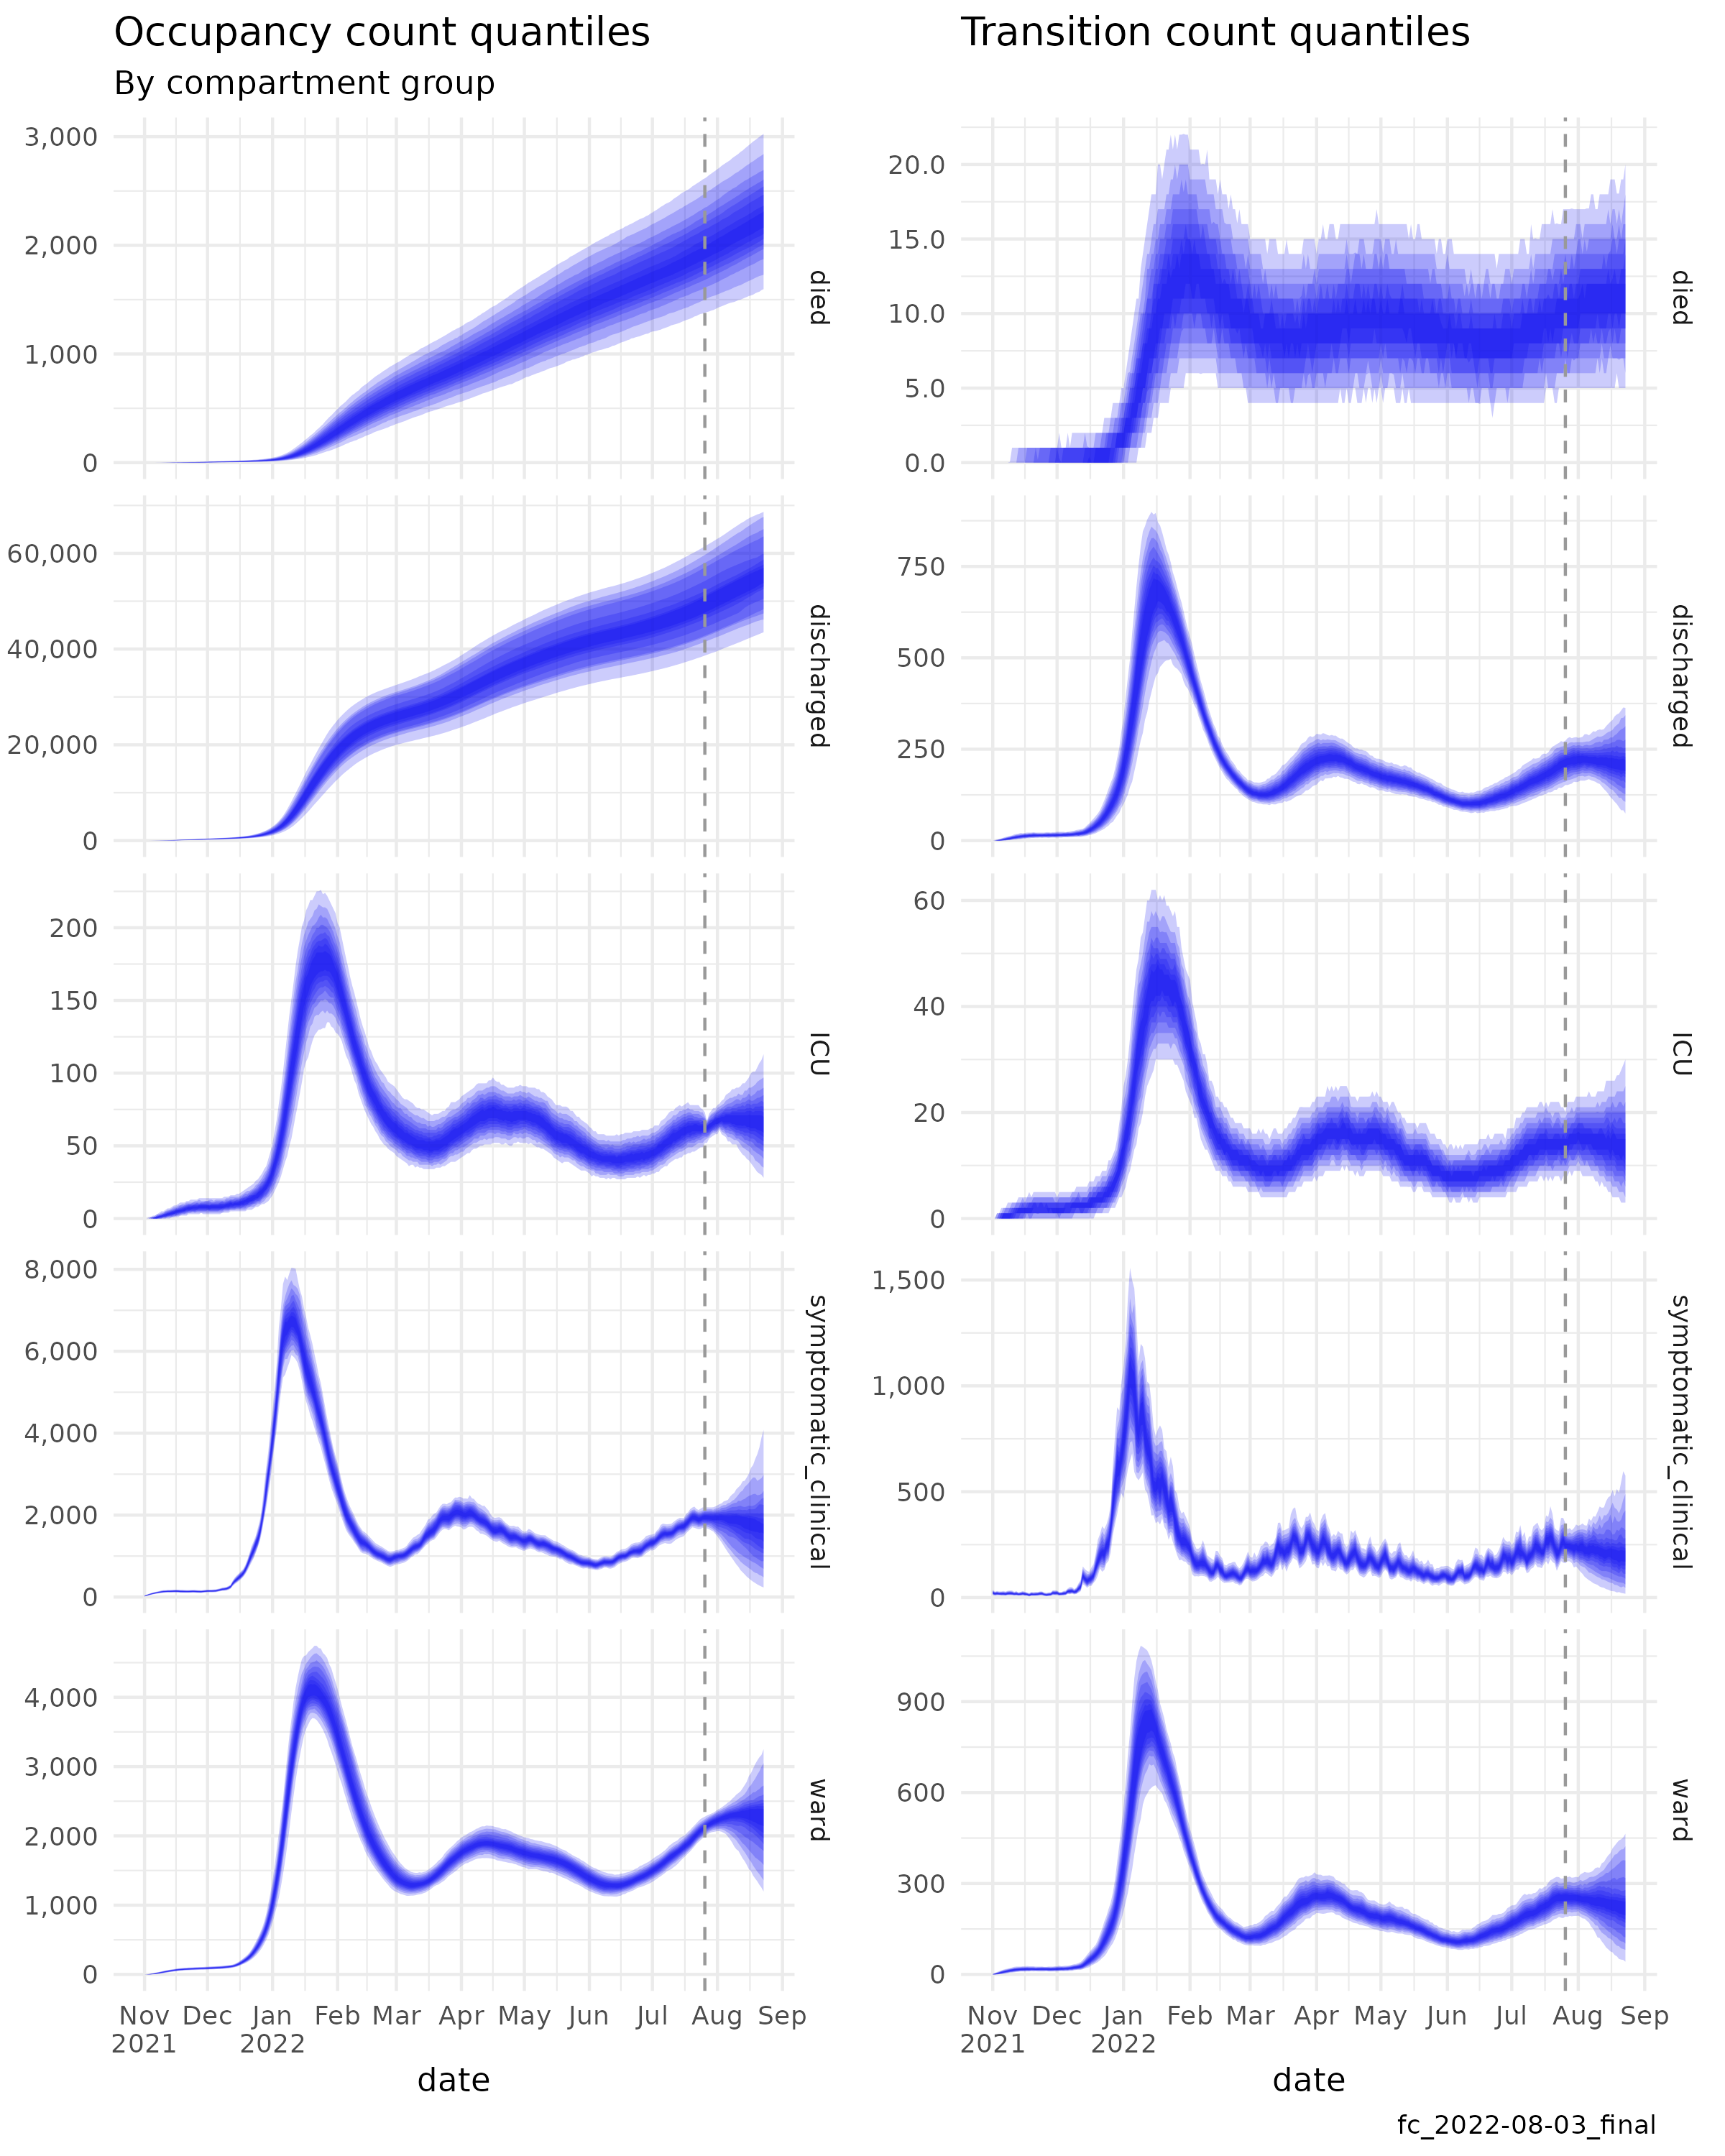 Occupancy count quantiles
By compartment group
3,000
2,000
1,000
0
died
60,000
40,000
20,000
0
discharged
200
150
100
50
0
ICU
8,000
6,000
4,000
2,000
0
symptomatic_clinical
4,000
3,000
2,000
1,000
0
ward
Nov Dec Jan Feb Mar Apr May Jun Jul Aug Sep
2021 2022
date
Transition count quantiles
20.0
15.0
10.0
5.0
0.0
died
750
500
250
0
discharged
60
40
20
0
ICU
1,500
1,000
500
0
symptomatic_clinical
900
600
300
0
ward
Nov Dec Jan Feb Mar Apr May Jun Jul Aug Sep
2021 2022
date
fc_2022-08-03_final